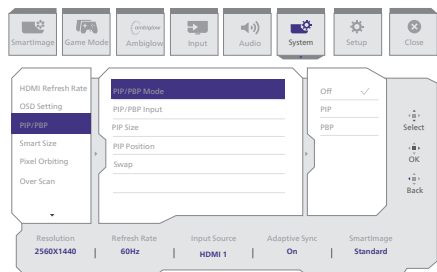 SmartImage
Game Mode
ambiglow
Ambiglow
Input
Audio
System
Setup
Close
HDMI Refresh Rate
OSD Setting
PIP/PBP
Smart Size
Pixel Orbiting
Over Scan
PIP/PBP Mode
PIP/PBP Input
PIP Size
PIP Position
Swap
Off
PIP
PBP
Select
OK
Back
Resolution
2560X1440
Refresh Rate
60Hz
Input Source
HDMI 1
Adaptive Sync
On
SmartImage
Standard